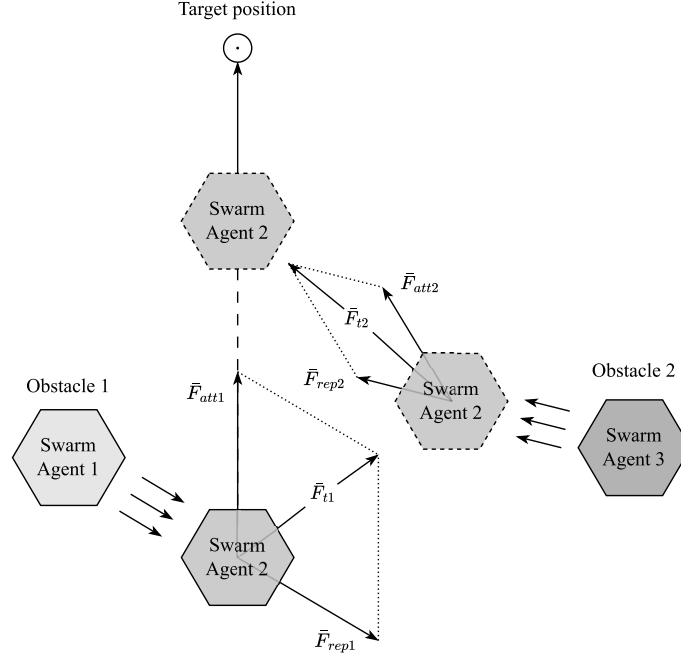 Target position
Swarm
Agent 2
F̄att2
F̄t2
Obstacle 2
F̄rep2
Obstacle 1
F̄att1
Swarm
Agent 2
Swarm
Agent 1
Swarm
Agent 3
F̄t1
Swarm
Agent 2
F̄rep1